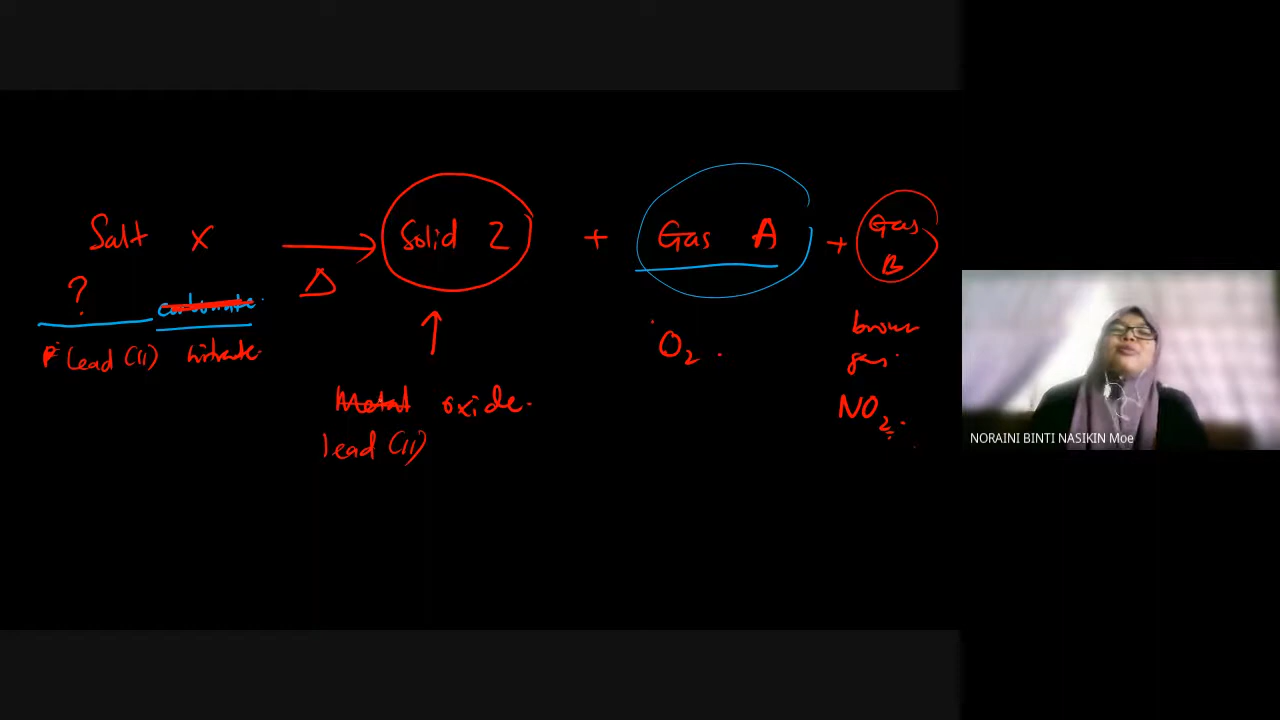 Salt X → Solid Z + Gas A + Gas B
? carbonate. Δ
lead (II) nitrate.
↑
Metal oxide.
lead (II)
O2.
brown
gas.
NO2.
NORAINI BINTI NASIKIN Moe